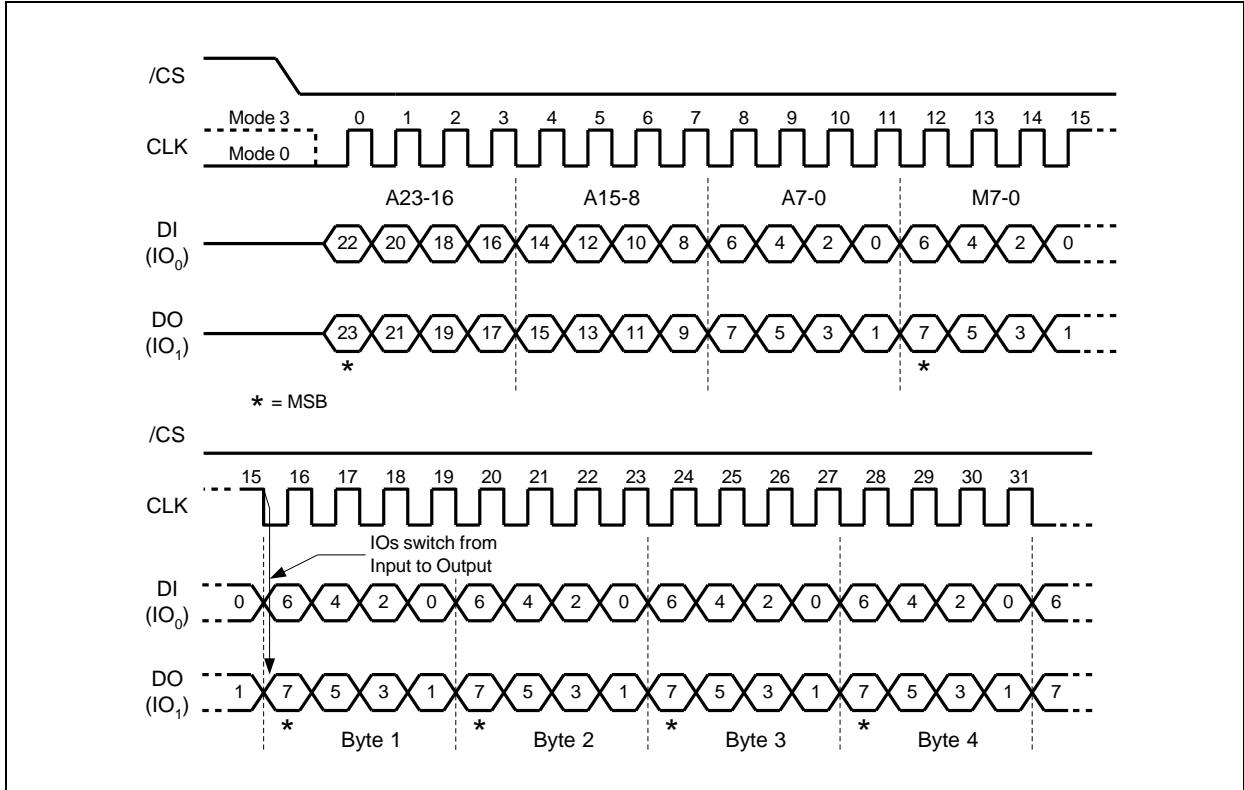 /CS
Mode 3 0 1 2 3 4 5 6 7 8 9 10 11 12 13 14 15
CLK
Mode 0
A23-16 A15-8 A7-0 M7-0
DI
(IO0)
22 20 18 16 14 12 10 8 6 4 2 0 6 4 2 0
DO
(IO1)
23 21 19 17 15 13 11 9 7 5 3 1 7 5 3 1
* *
* = MSB
/CS
15 16 17 18 19 20 21 22 23 24 25 26 27 28 29 30 31
CLK
IOs switch from
Input to Output
DI
(IO0)
0 6 4 2 0 6 4 2 0 6 4 2 0 6 4 2 0 6
DO
(IO1)
1 7 5 3 1 7 5 3 1 7 5 3 1 7 5 3 1 7
* * * *
Byte 1 Byte 2 Byte 3 Byte 4